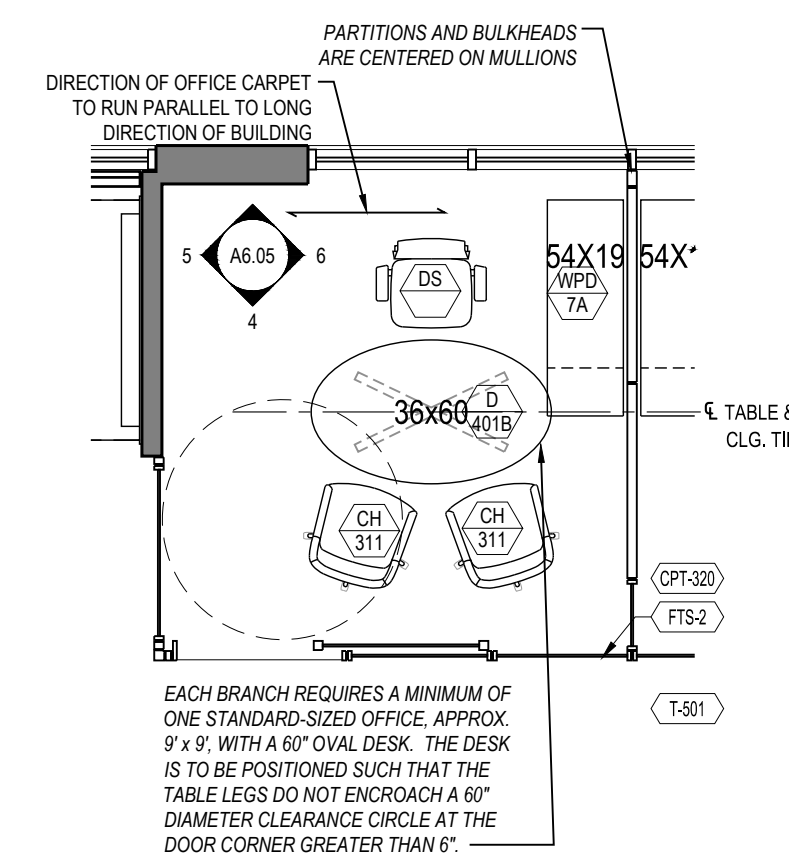 PARTITIONS AND BULKHEADS
ARE CENTERED ON MULLIONS
DIRECTION OF OFFICE CARPET
TO RUN PARALLEL TO LONG
DIRECTION OF BUILDING
5
A6.05
6
4
DS
54X19
54X
WPD
7A
36x60
D
401B
℄ TABLE &
CLG.
CH
311
CH
311
CPT-320
FTS-2
T-501
EACH BRANCH REQUIRES A MINIMUM OF
ONE STANDARD-SIZED OFFICE, APPROX.
9' x 9', WITH A 60" OVAL DESK. THE DESK
IS TO BE POSITIONED SUCH THAT THE
TABLE LEGS DO NOT ENCROACH A 60"
DIAMETER CLEARANCE CIRCLE AT THE
DOOR CORNER GREATER THAN 6".